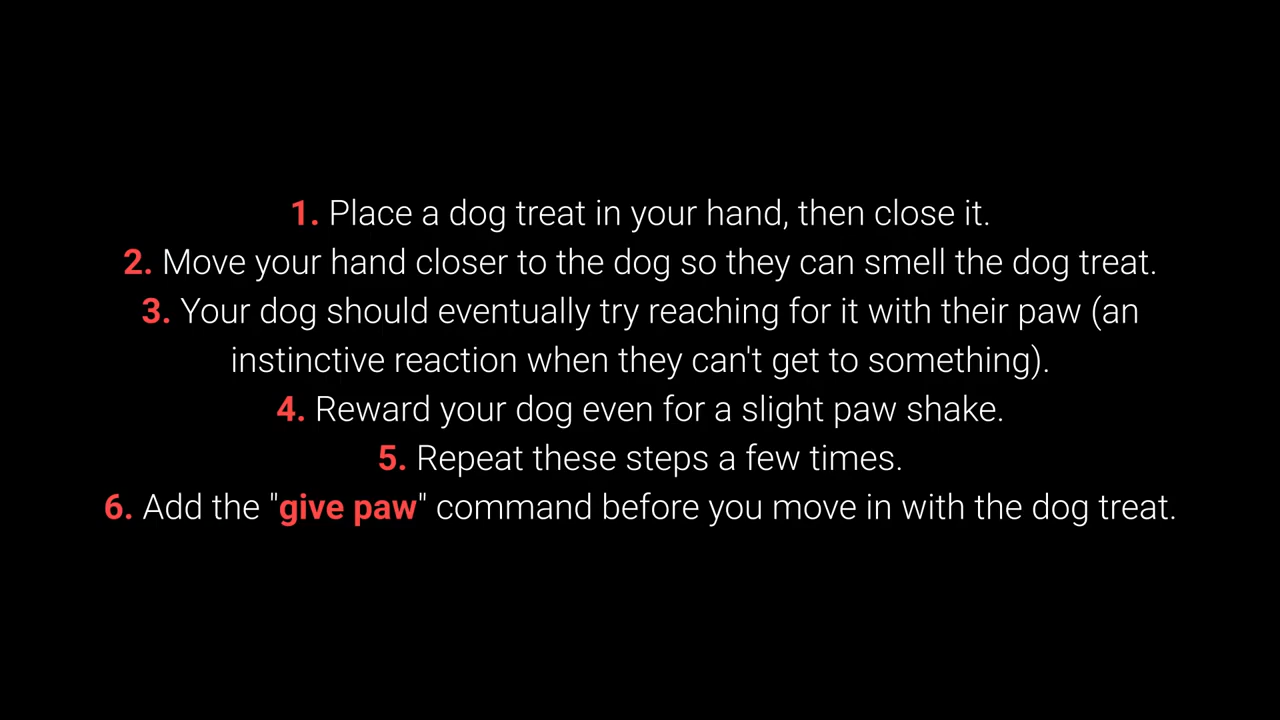 1. Place a dog treat in your hand, then close it.
2. Move your hand closer to the dog so they can smell the dog treat.
3. Your dog should eventually try reaching for it with their paw (an
instinctive reaction when they can't get to something).
4. Reward your dog even for a slight paw shake.
5. Repeat these steps a few times.
6. Add the "give paw" command before you move in with the dog treat.